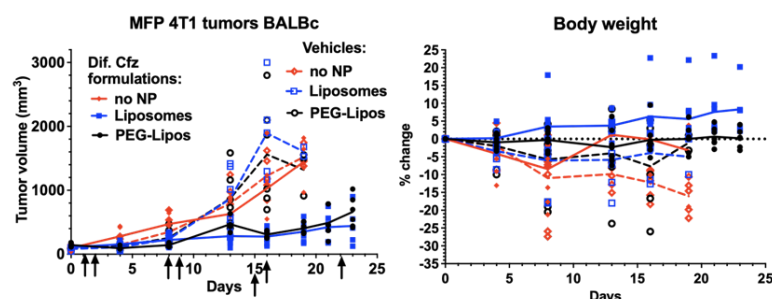 MFP 4T1 tumors BALBc
Tumor volume (mm³)
3000
2000
1000
0
Dif. Cfz
formulations:
no NP
Liposomes
PEG-Lipos
Vehicles:
no NP
Liposomes
PEG-Lipos
0 5 10 15 20 25
Days
Body weight
% change
25
20
15
10
5
0
-5
-10
-15
-20
-25
-30
-35
0 5 10 15 20 25
Days